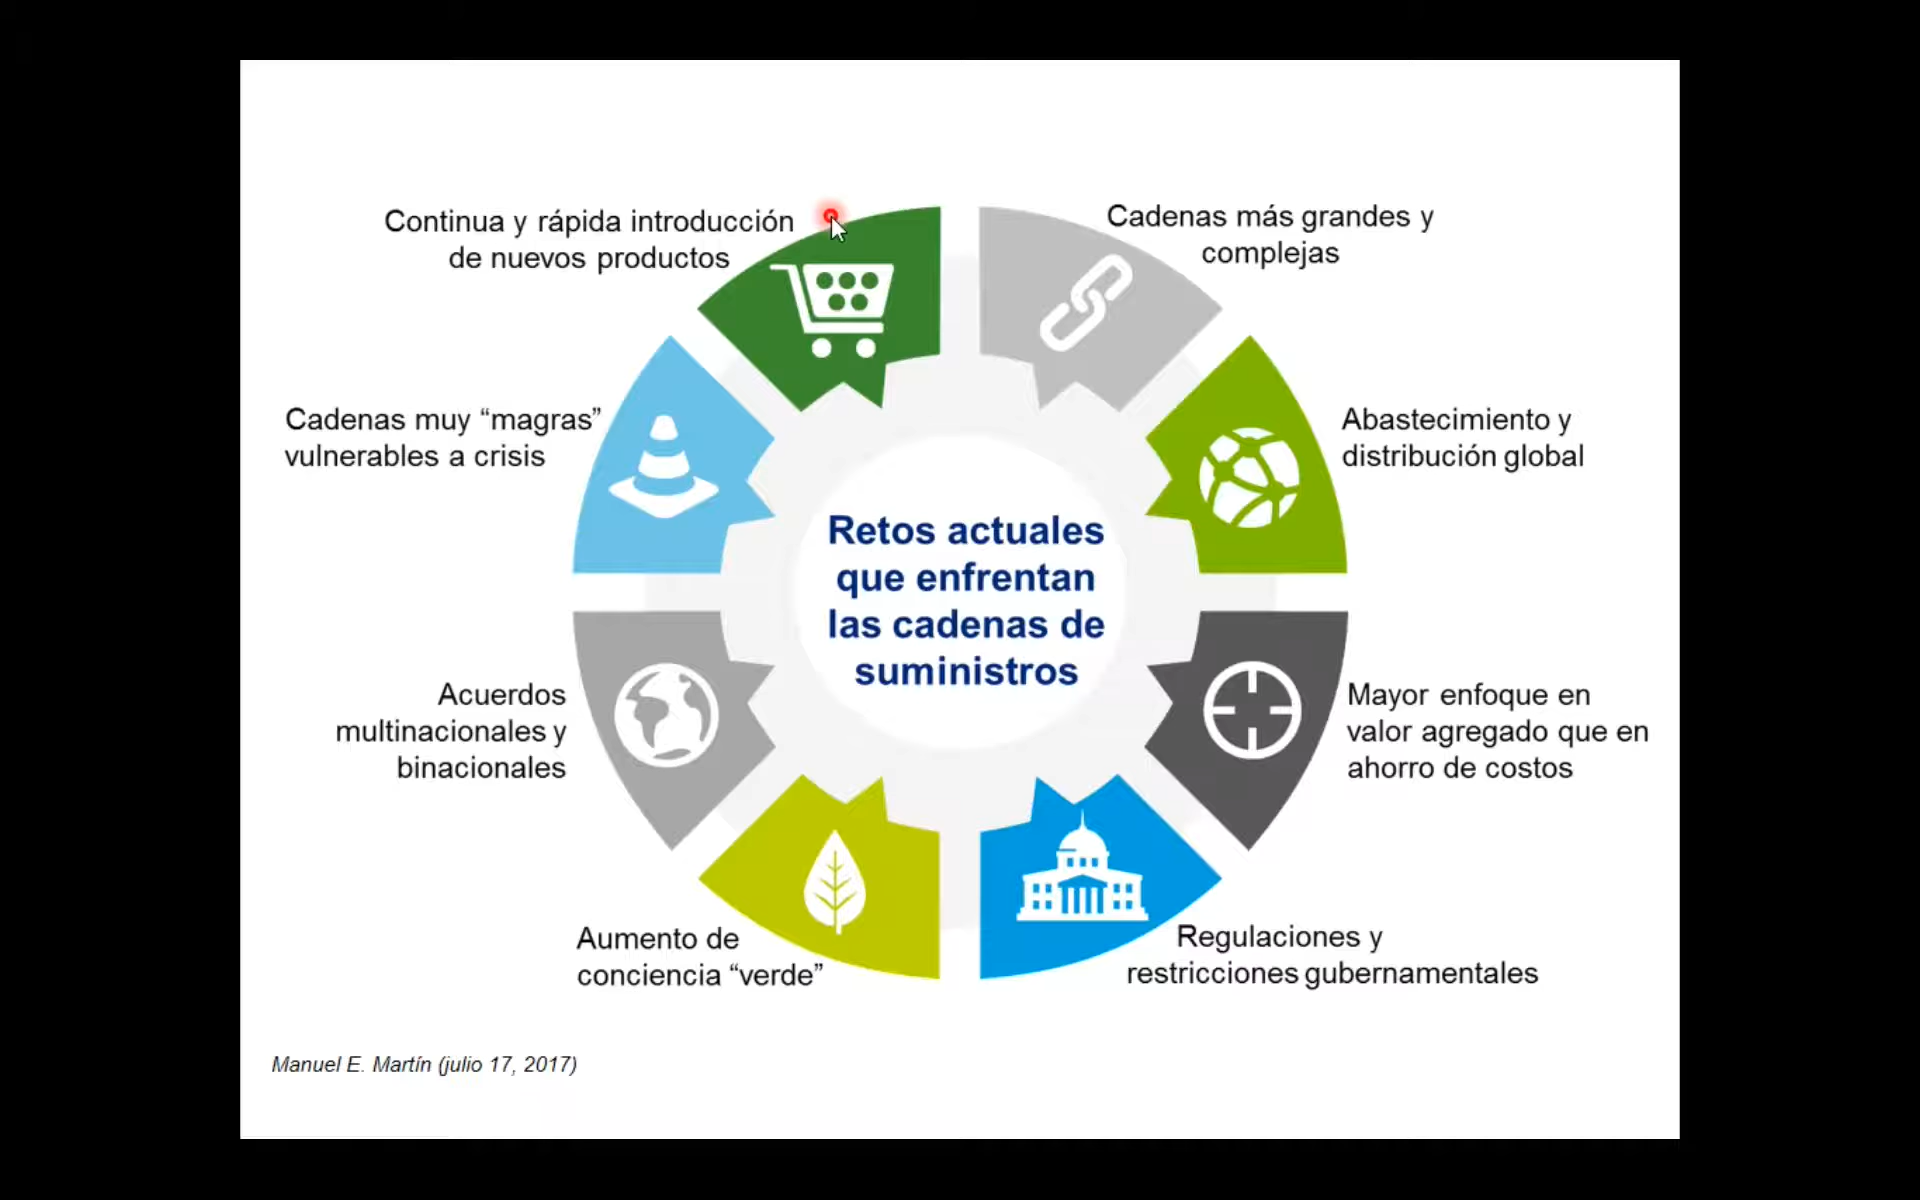 Continua y rápida introducción
de nuevos productos
Cadenas más grandes y
complejas
Cadenas muy “magras”
vulnerables a crisis
Abastecimiento y
distribución global
Retos actuales
que enfrentan
las cadenas de
suministros
Acuerdos
multinacionales y
binacionales
Mayor enfoque en
valor agregado que en
ahorro de costos
Aumento de
conciencia “verde”
Regulaciones y
restricciones gubernamentales
Manuel E. Martín (julio 17, 2017)